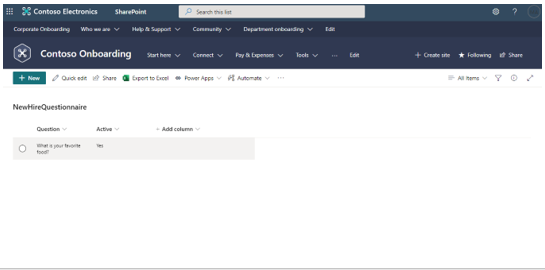 Contoso Electronics SharePoint Search this list ?
Corporate Onboarding Who we are Help & Support Community Department onboarding Edit
Contoso Onboarding Start here Connect Pay & Expenses Tools ... Edit + Create site Following Share
+ New Quick edit Share Export to Excel Power Apps Automate ... All Items
NewHireQuestionnaire
Question Active + Add column
What is your favorite Yes
food?